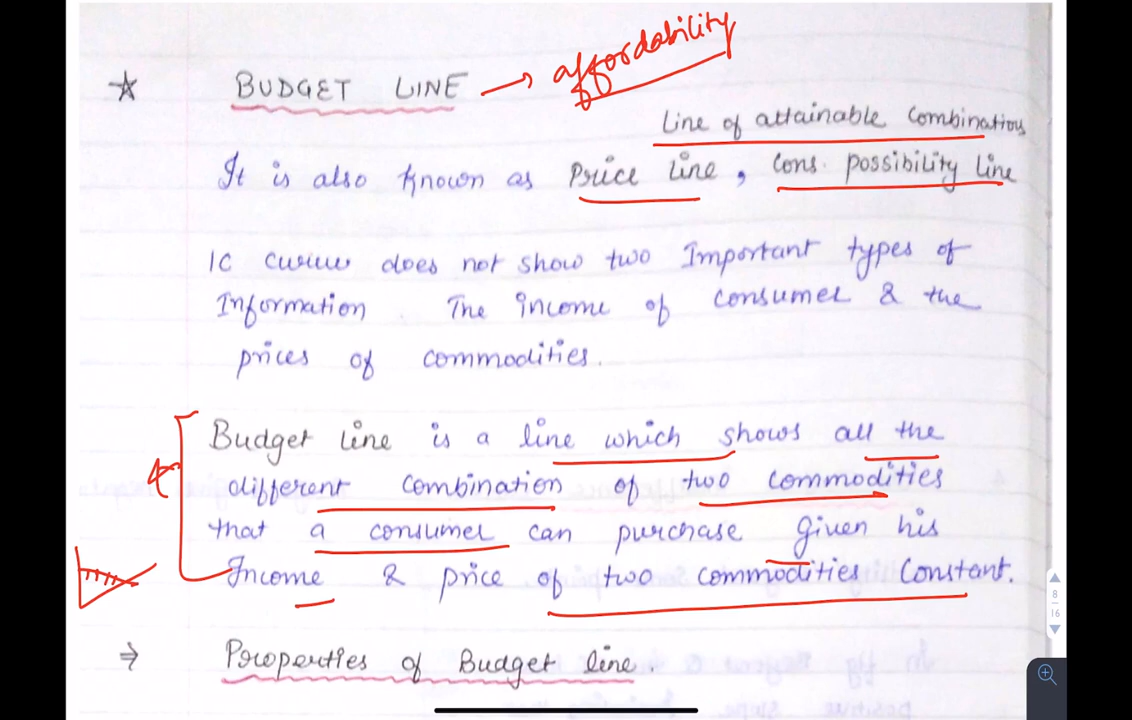 BUDGET LINE → affordability
Line of attainable Combinations
It is also known as Price line, Cons. possibility Line
IC curve does not show two Important types of
Information. The income of consumer & the
prices of commodities.
Budget line is a line which shows all the
different combination of two commodities
that a consumer can purchase given his
Income & price of two commodities Constant.
⇒ Properties of Budget line.
8
16